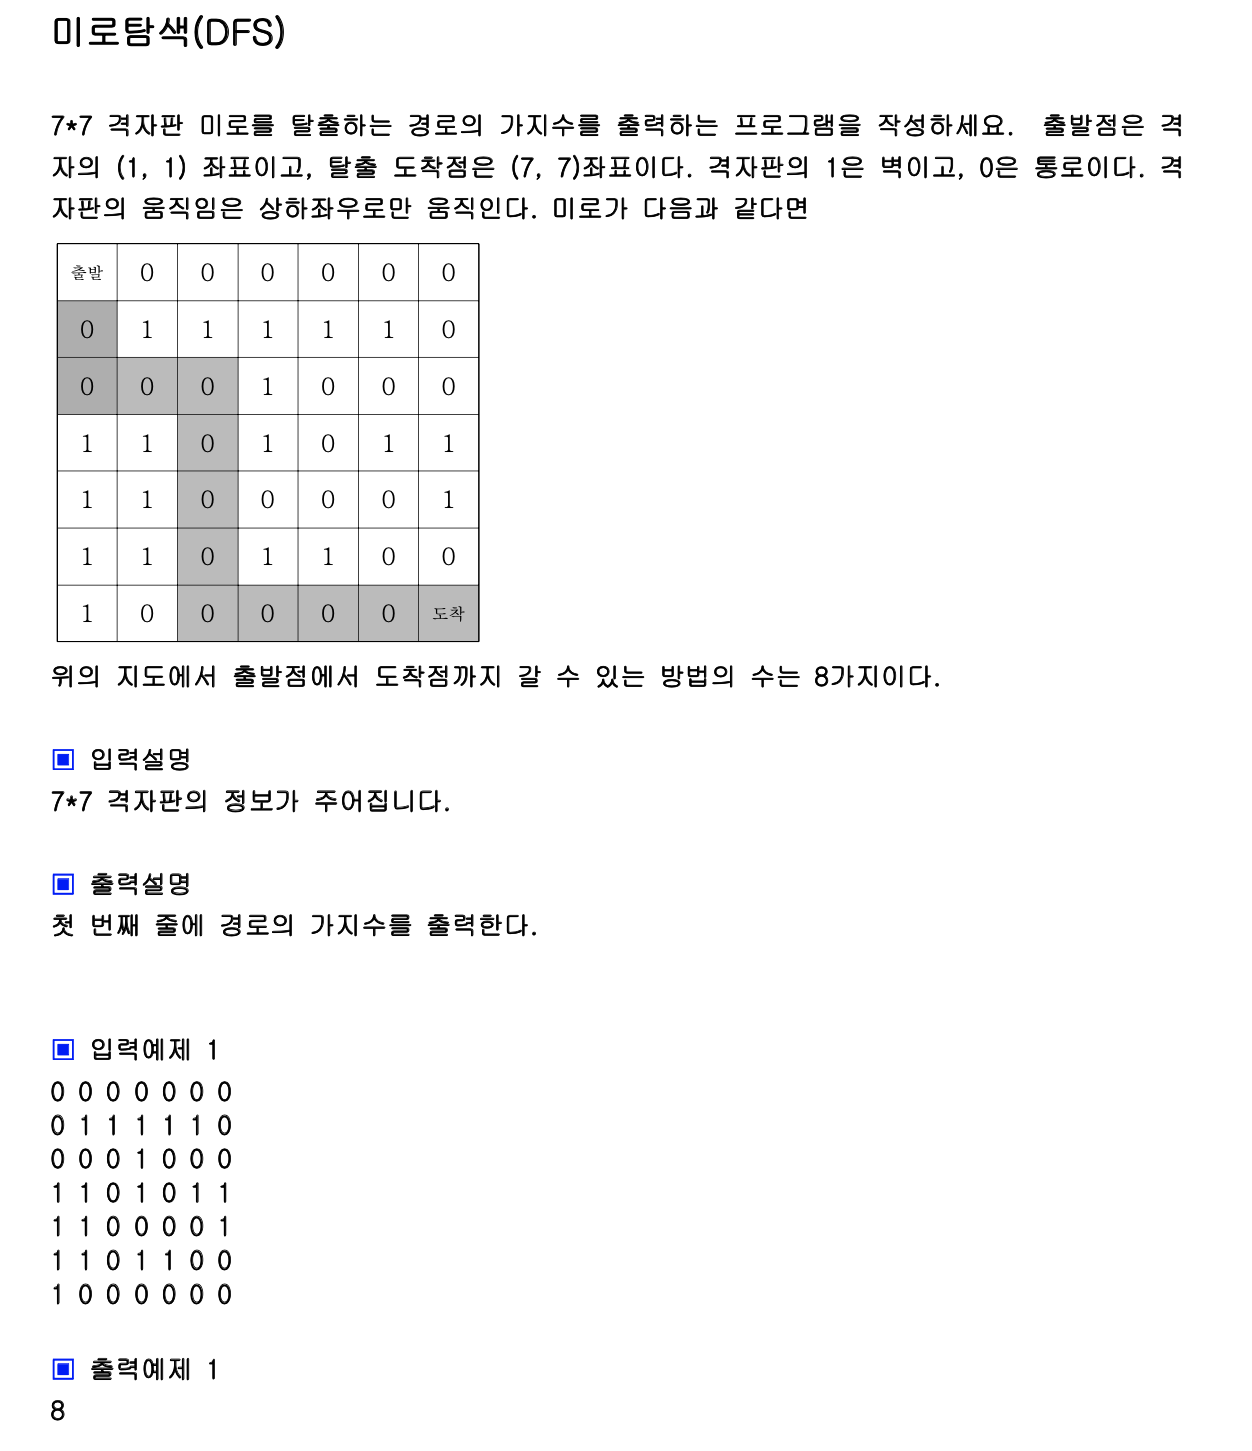 미로탐색(DFS)
7*7 격자판 미로를 탈출하는 경로의 가지수를 출력하는 프로그램을 작성하세요. 출발점은 격
자의 (1, 1) 좌표이고, 탈출 도착점은 (7, 7)좌표이다. 격자판의 1은 벽이고, 0은 통로이다. 격
자판의 움직임은 상하좌우로만 움직인다. 미로가 다음과 같다면
출발 0 0 0 0 0 0
0 1 1 1 1 1 0
0 0 0 1 0 0 0
1 1 0 1 0 1 1
1 1 0 0 0 0 1
1 1 0 1 1 0 0
1 0 0 0 0 0 도착
위의 지도에서 출발점에서 도착점까지 갈 수 있는 방법의 수는 8가지이다.
▣ 입력설명
7*7 격자판의 정보가 주어집니다.
▣ 출력설명
첫 번째 줄에 경로의 가지수를 출력한다.
▣ 입력예제 1
0 0 0 0 0 0 0
0 1 1 1 1 1 0
0 0 0 1 0 0 0
1 1 0 1 0 1 1
1 1 0 0 0 0 1
1 1 0 1 1 0 0
1 0 0 0 0 0 0
▣ 출력예제 1
8